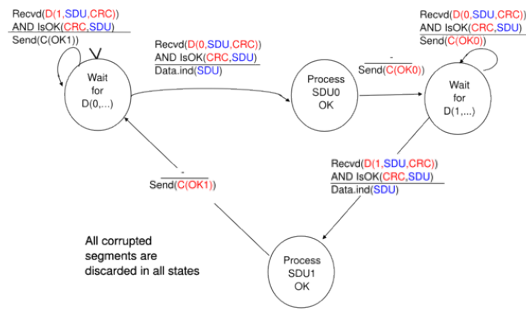 Recvd(D(1,SDU,CRC))
AND IsOK(CRC,SDU)
Send(C(OK1))
Wait
for
D(0,...)
Recvd(D(0,SDU,CRC))
AND IsOK(CRC,SDU)
Data.ind(SDU)
Process
SDU0
OK
-
Send(C(OK0))
Recvd(D(0,SDU,CRC))
AND IsOK(CRC,SDU)
Send(C(OK0))
Wait
for
D(1,...)
Recvd(D(1,SDU,CRC))
AND IsOK(CRC,SDU)
Data.ind(SDU)
-
Send(C(OK1))
Process
SDU1
OK
All corrupted
segments are
discarded in all states